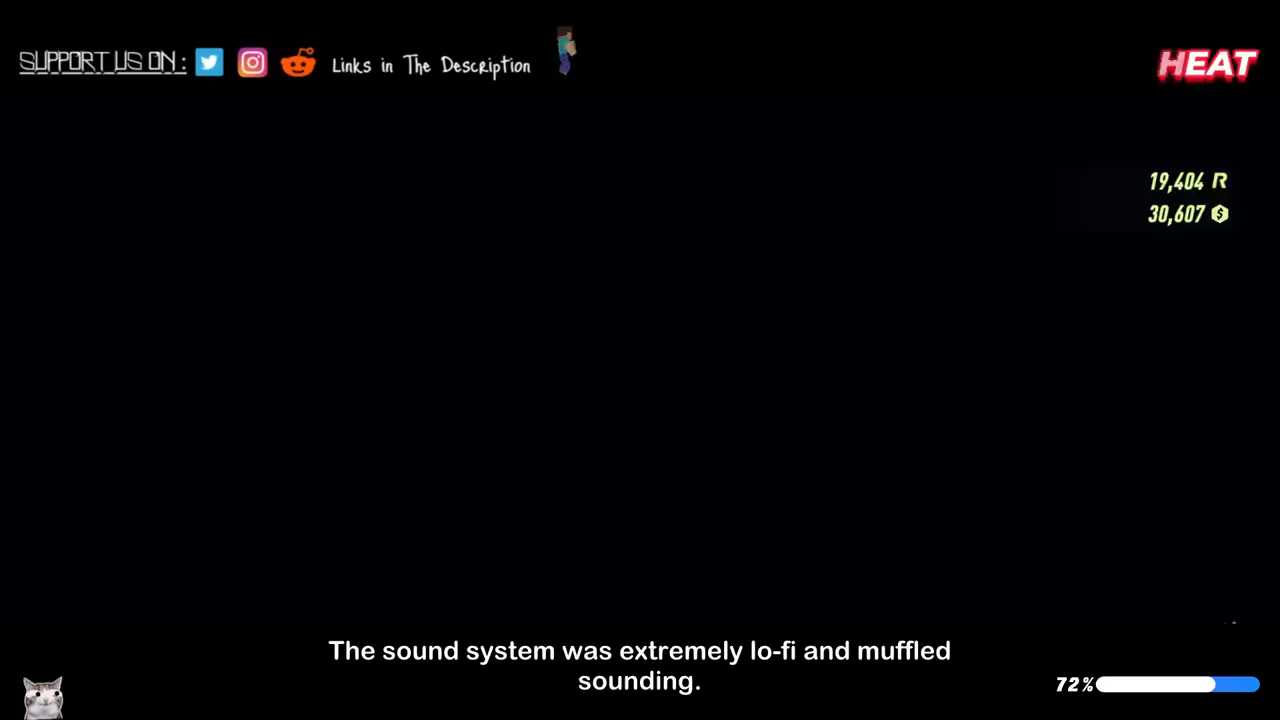 SUPPORT US ON :
Links in The Description
HEAT
19,404 R
30,607
The sound system was extremely lo-fi and muffled
sounding.
72%